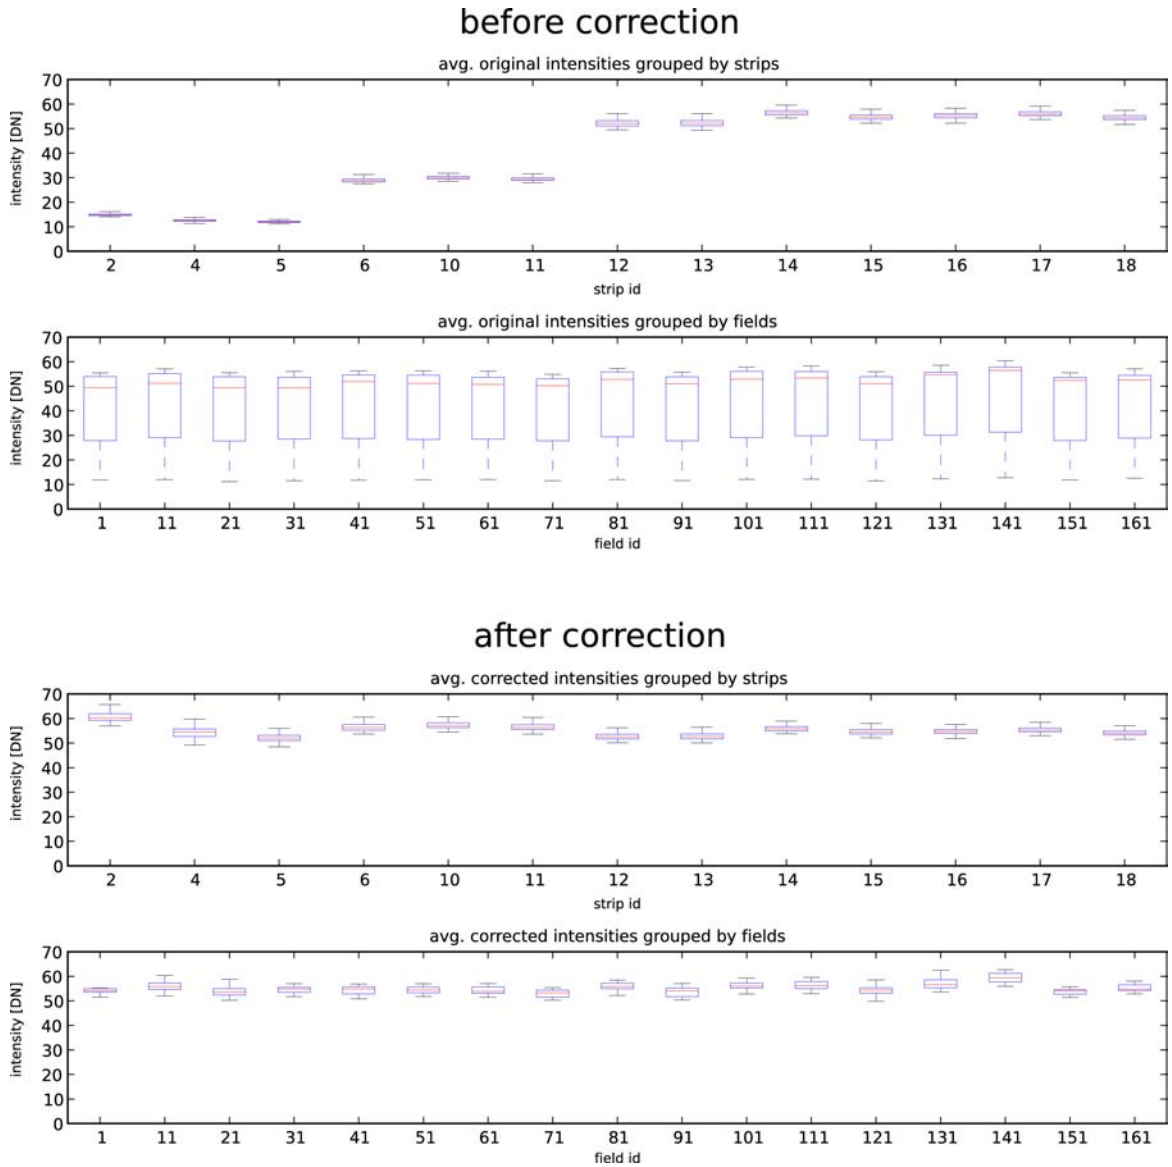 before correction
avg. original intensities grouped by strips
intensity [DN]
70
60
50
40
30
20
10
0
2 4 5 6 10 11 12 13 14 15 16 17 18
strip id
avg. original intensities grouped by fields
intensity [DN]
70
60
50
40
30
20
10
0
1 11 21 31 41 51 61 71 81 91 101 111 121 131 141 151 161
field id
after correction
avg. corrected intensities grouped by strips
intensity [DN]
70
60
50
40
30
20
10
0
2 4 5 6 10 11 12 13 14 15 16 17 18
strip id
avg. corrected intensities grouped by fields
intensity [DN]
70
60
50
40
30
20
10
0
1 11 21 31 41 51 61 71 81 91 101 111 121 131 141 151 161
field id